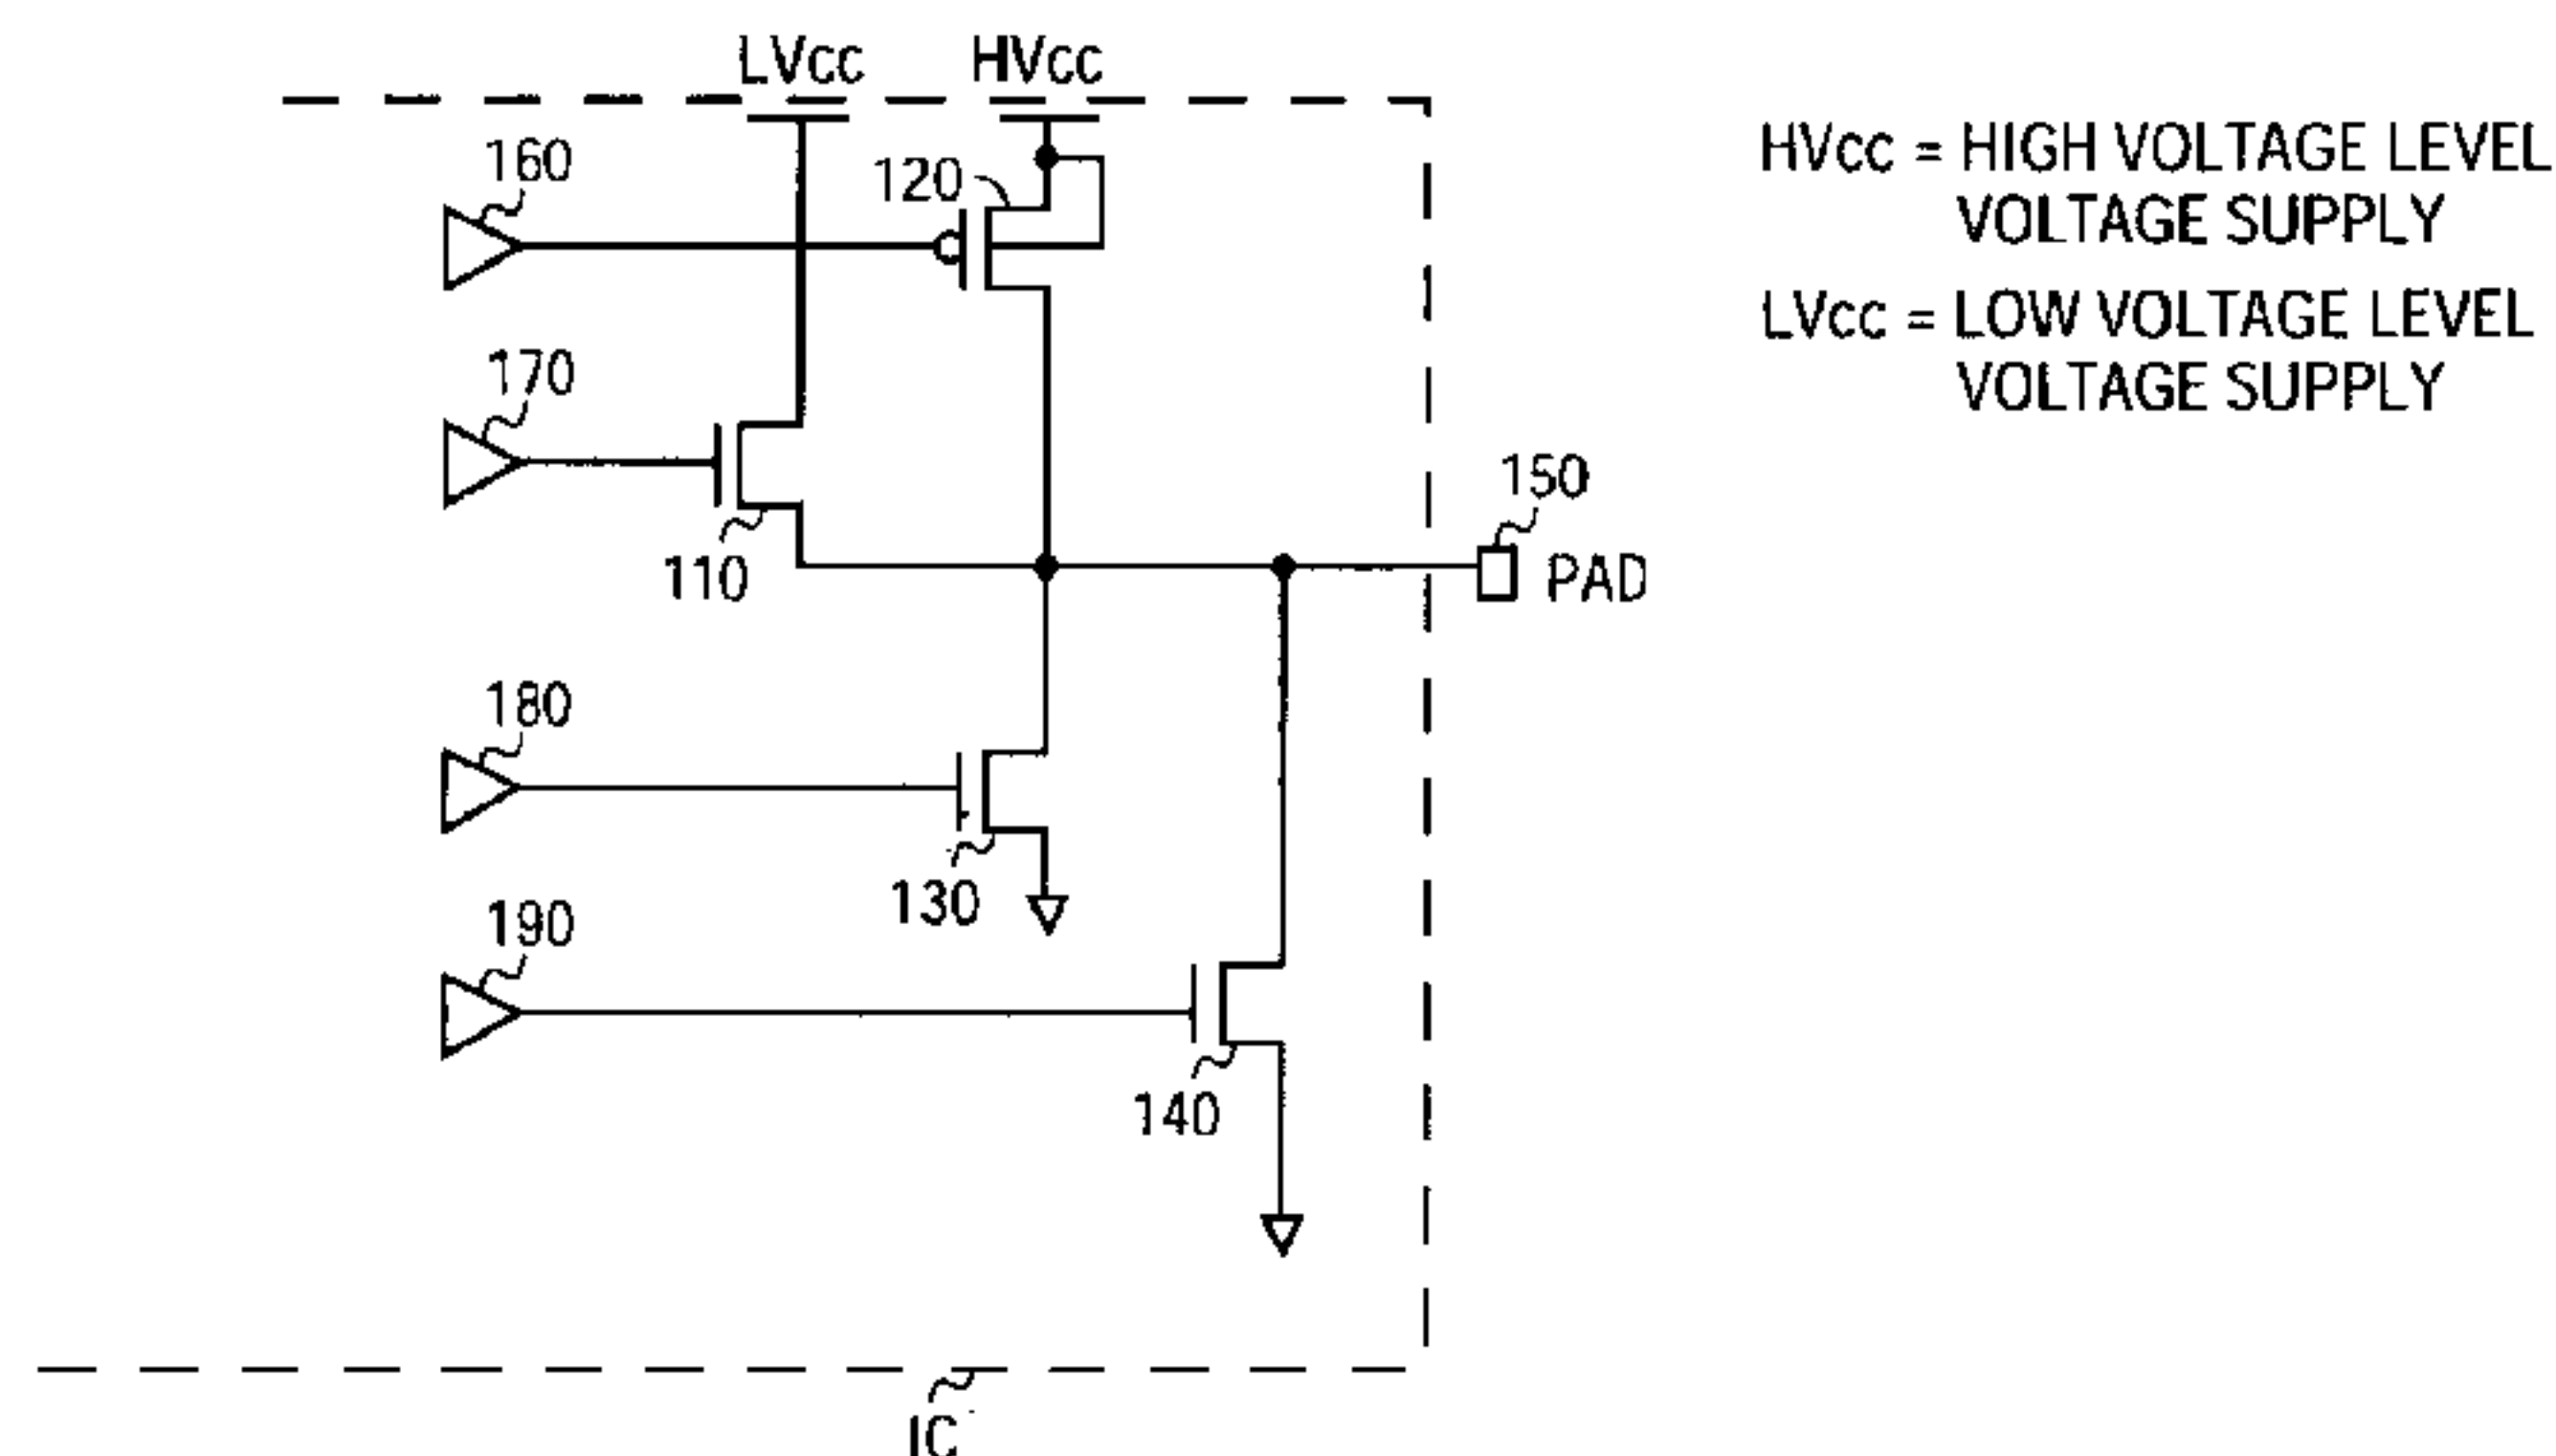 LVcc HVcc
160
120
HVcc = HIGH VOLTAGE LEVEL
VOLTAGE SUPPLY
LVcc = LOW VOLTAGE LEVEL
VOLTAGE SUPPLY
170
150
110
PAD
180
130
190
140
IC